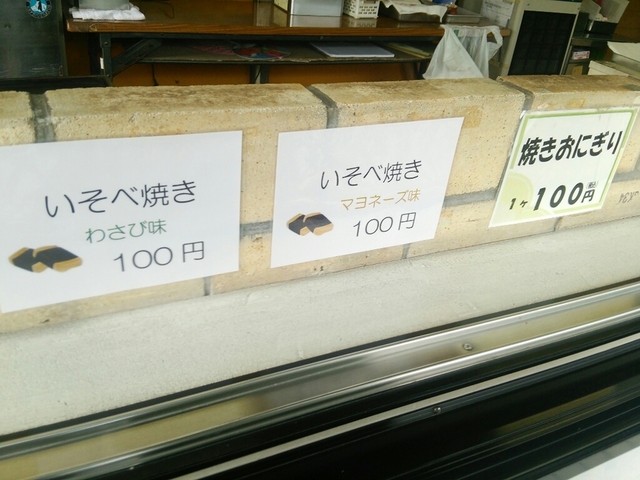 いそべ焼き
わさび味
100円
いそべ焼き
マヨネーズ味
100円
焼きおにぎり
1ヶ100円